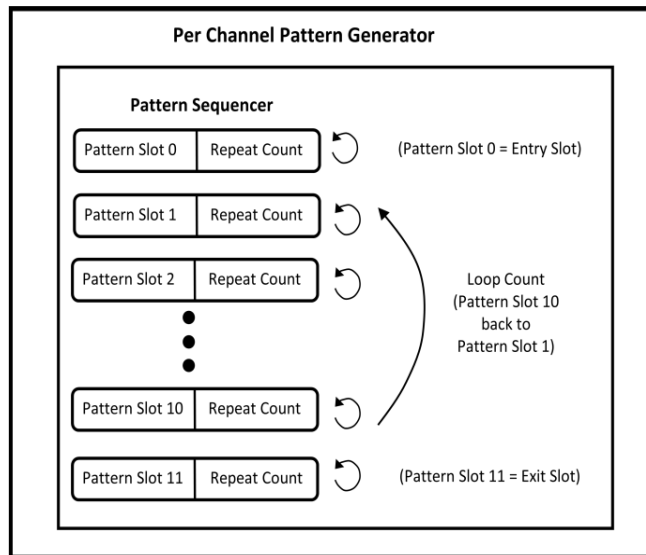 Per Channel Pattern Generator
Pattern Sequencer
Pattern Slot 0 Repeat Count (Pattern Slot 0 = Entry Slot)
Pattern Slot 1 Repeat Count
Pattern Slot 2 Repeat Count
Loop Count
(Pattern Slot 10
back to
Pattern Slot 1)
Pattern Slot 10 Repeat Count
Pattern Slot 11 Repeat Count (Pattern Slot 11 = Exit Slot)